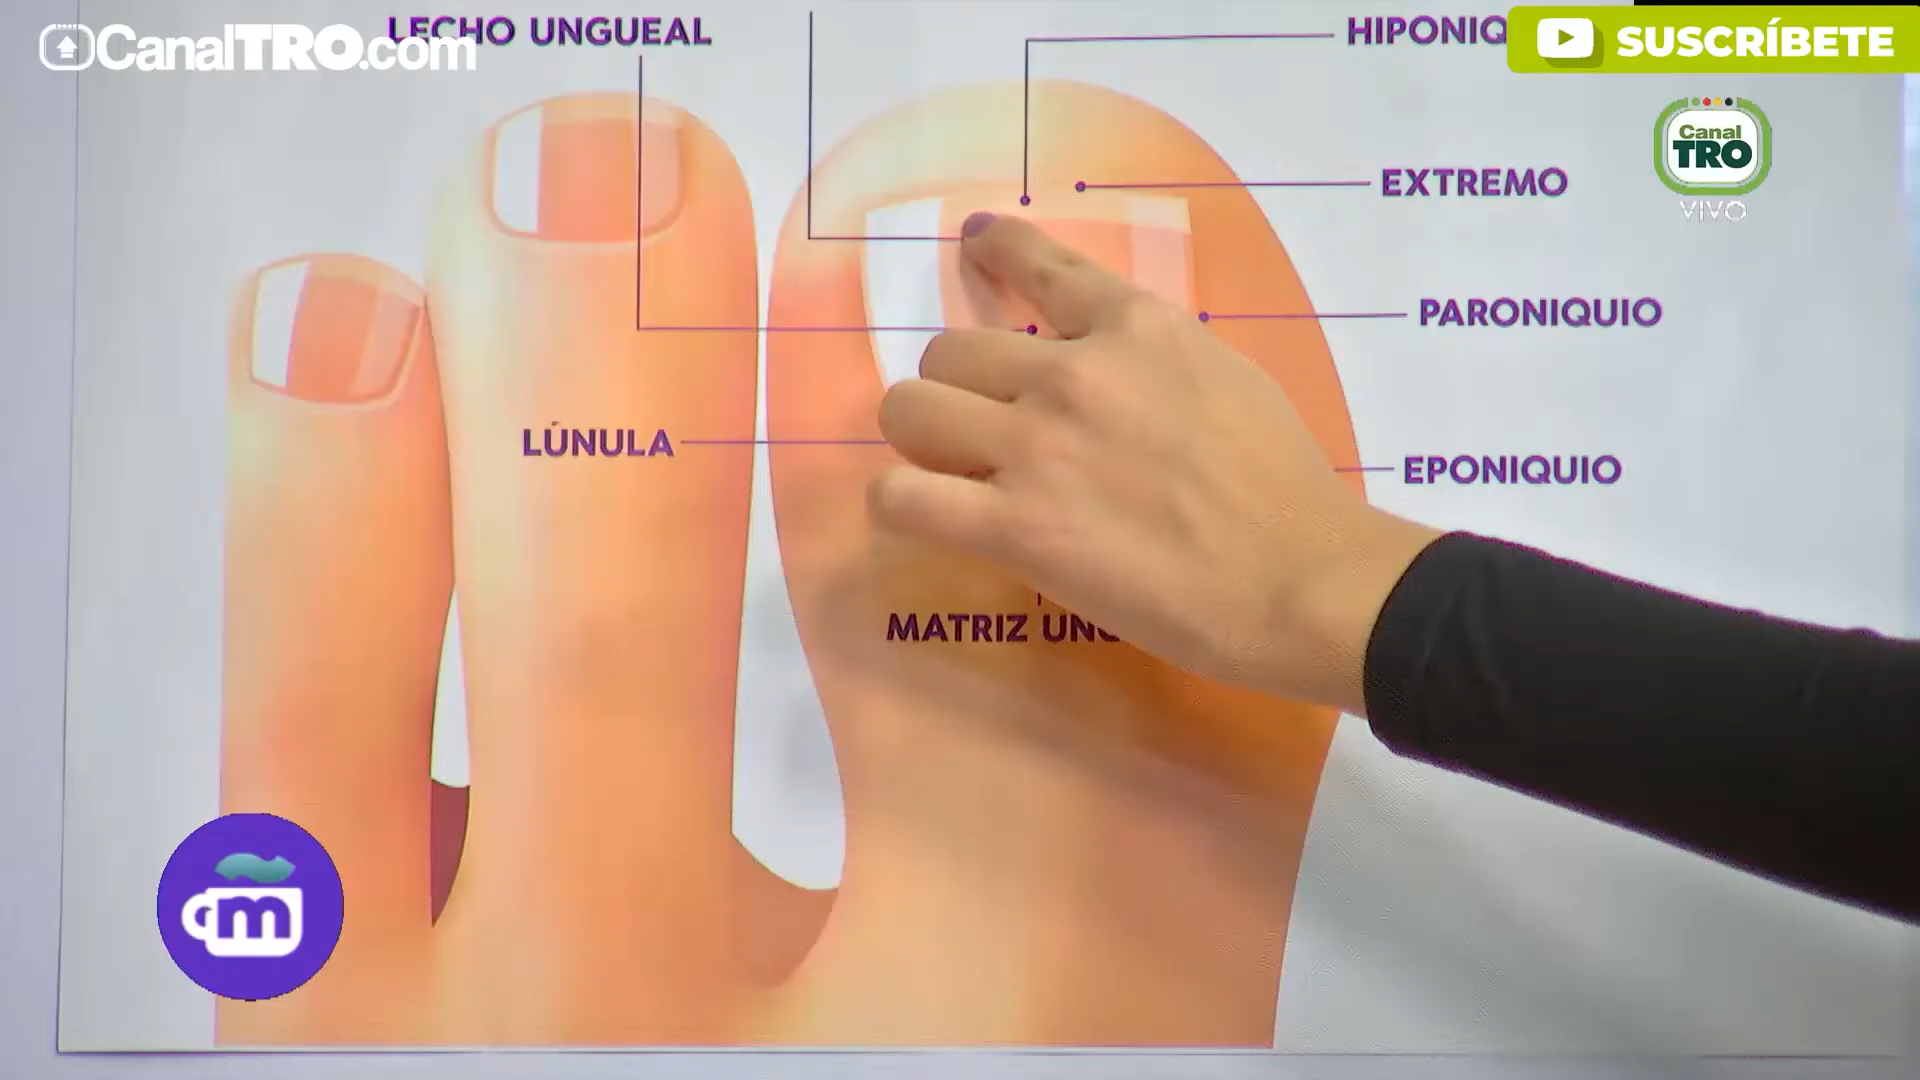 CanalTRO.com
LECHO UNGUEAL
SUSCRÍBETE
Canal
TRO
VIVO
EXTREMO
PARONIQUIO
LÚNULA
EPONIQUIO
MATRIZ
m